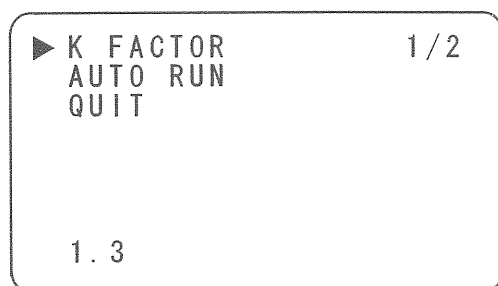 ▶ K FACTOR 1/2
AUTO RUN
QUIT
1.3